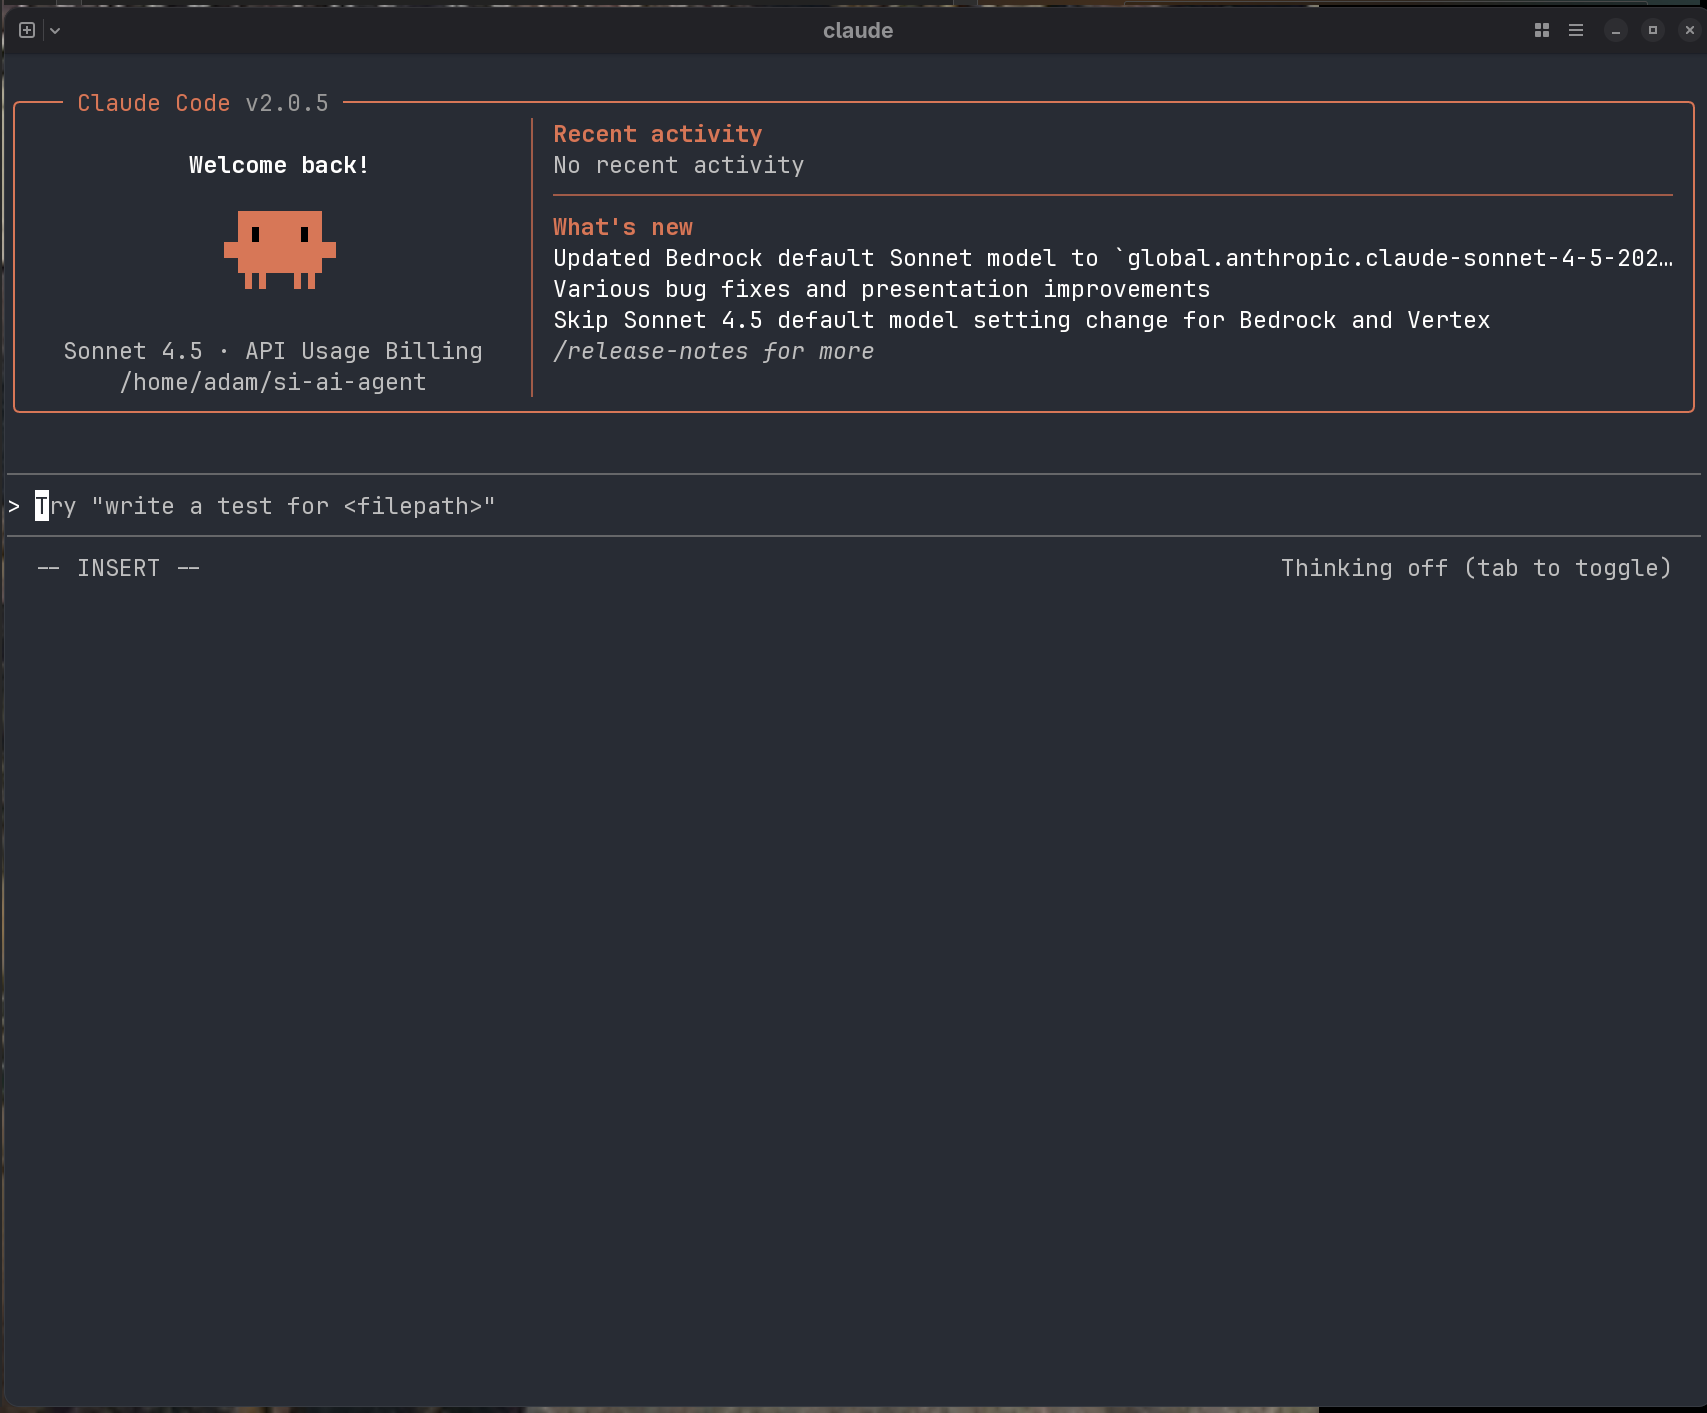 claude
Claude Code v2.0.5
Welcome back!
Sonnet 4.5 · API Usage Billing
/home/adam/si-ai-agent
Recent activity
No recent activity
What's new
Updated Bedrock default Sonnet model to `global.anthropic.claude-sonnet-4-5-202…
Various bug fixes and presentation improvements
Skip Sonnet 4.5 default model setting change for Bedrock and Vertex
/release-notes for more
> Try "write a test for <filepath>"
-- INSERT --
Thinking off (tab to toggle)